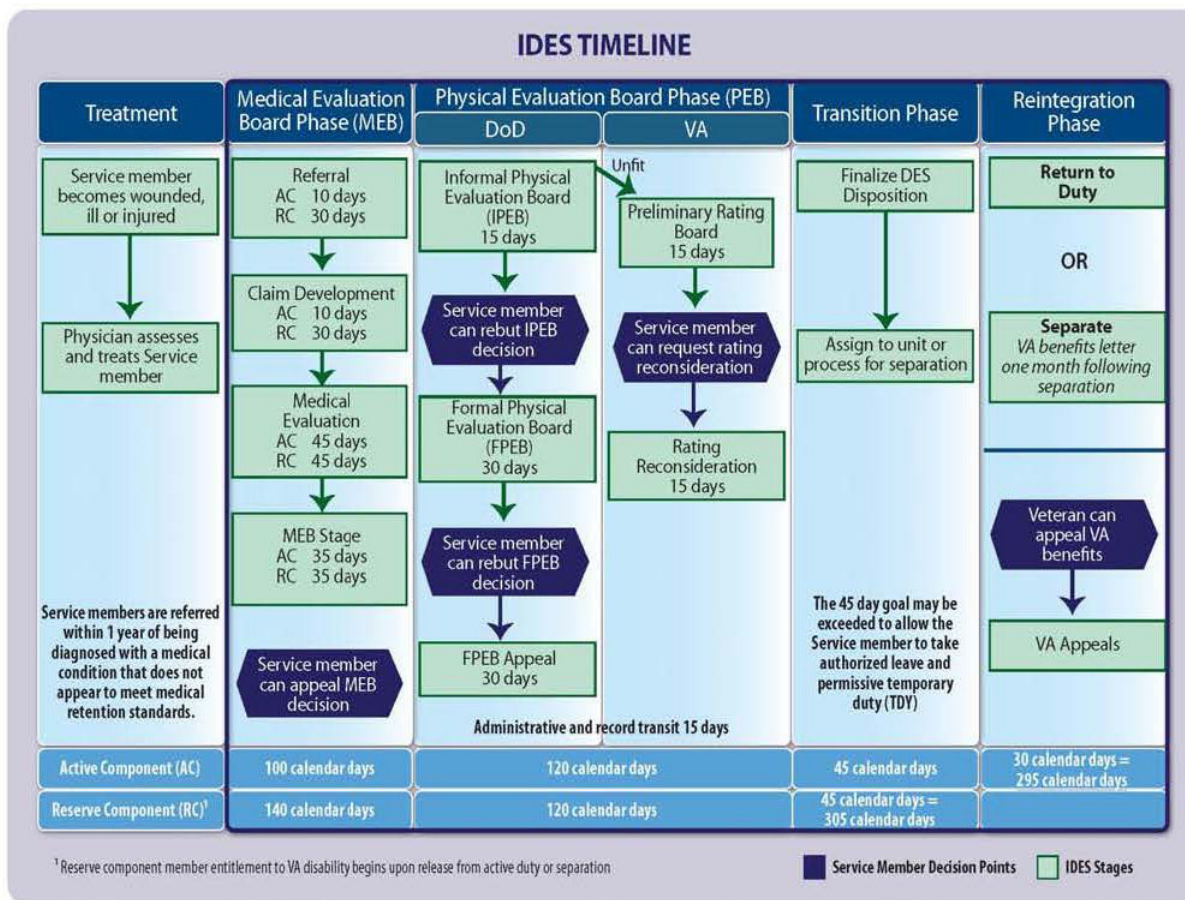 IDES TIMELINE
Treatment
Service member
becomes wounded,
ill or injured
Physician assesses
and treats Service
member
Service members are referred
within 1 year of being
diagnosed with a medical
condition that does not
appear to meet medical
retention standards.
Medical Evaluation
Board Phase (MEB)
Referral
AC 10 days
RC 30 days
Claim Development
AC 10 days
RC 30 days
Medical
Evaluation
AC 45 days
RC 45 days
MEB Stage
AC 35 days
RC 35 days
Service member
can appeal MEB
decision
Physical Evaluation Board Phase (PEB)
DoD
Informal Physical
Evaluation Board
(IPEB)
15 days
Service member
can rebut IPEB
decision
Formal Physical
Evaluation Board
(FPEB)
30 days
Service member
can rebut FPEB
decision
FPEB Appeal
30 days
VA
Unfit
Preliminary Rating
Board
15 days
Service member
can request rating
reconsideration
Rating
Reconsideration
15 days
Administrative and record transit 15 days
Transition Phase
Finalize DES
Disposition
Assign to unit or
process for separation
The 45 day goal may be
exceeded to allow the
Service member to take
authorized leave and
permissive temporary
duty (TDY)
Reintegration
Phase
Return to
Duty
OR
Separate
VA benefits letter
one month following
separation
Veteran can
appeal VA
benefits
VA Appeals
Active Component (AC)
100 calendar days
120 calendar days
45 calendar days
30 calendar days =
295 calendar days
Reserve Component (RC)¹
140 calendar days
120 calendar days
45 calendar days =
305 calendar days
¹ Reserve component member entitlement to VA disability begins upon release from active duty or separation
Service Member Decision Points
IDES Stages